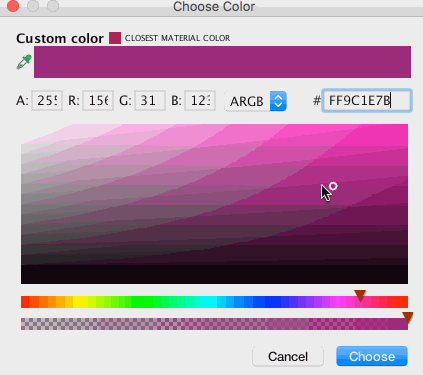 Choose Color
Custom color CLOSEST MATERIAL COLOR
A: 255 R: 156 G: 31 B: 123 ARGB # FF9C1E7B
Cancel Choose